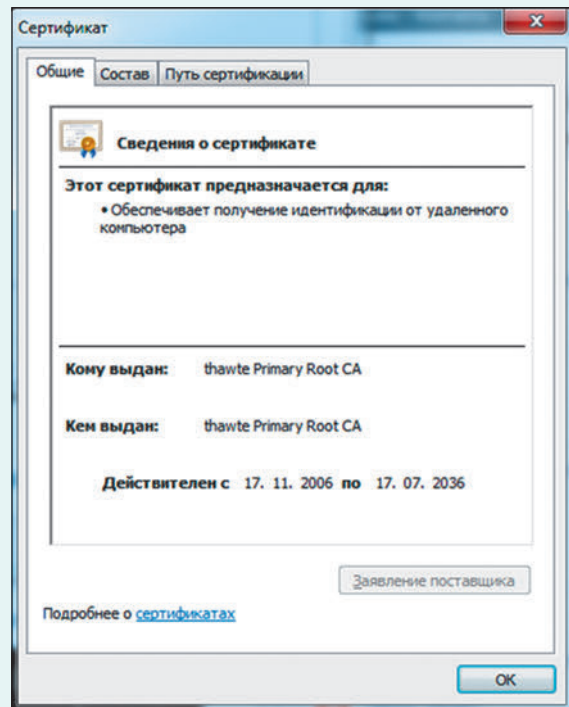 Сертификат
Общие Состав Путь сертификации
Сведения о сертификате
Этот сертификат предназначается для:
• Обеспечивает получение идентификации от удаленного
компьютера
Кому выдан: thawte Primary Root CA
Кем выдан: thawte Primary Root CA
Действителен с 17. 11. 2006 по 17. 07. 2036
Заявление поставщика
Подробнее о сертификатах
ОК